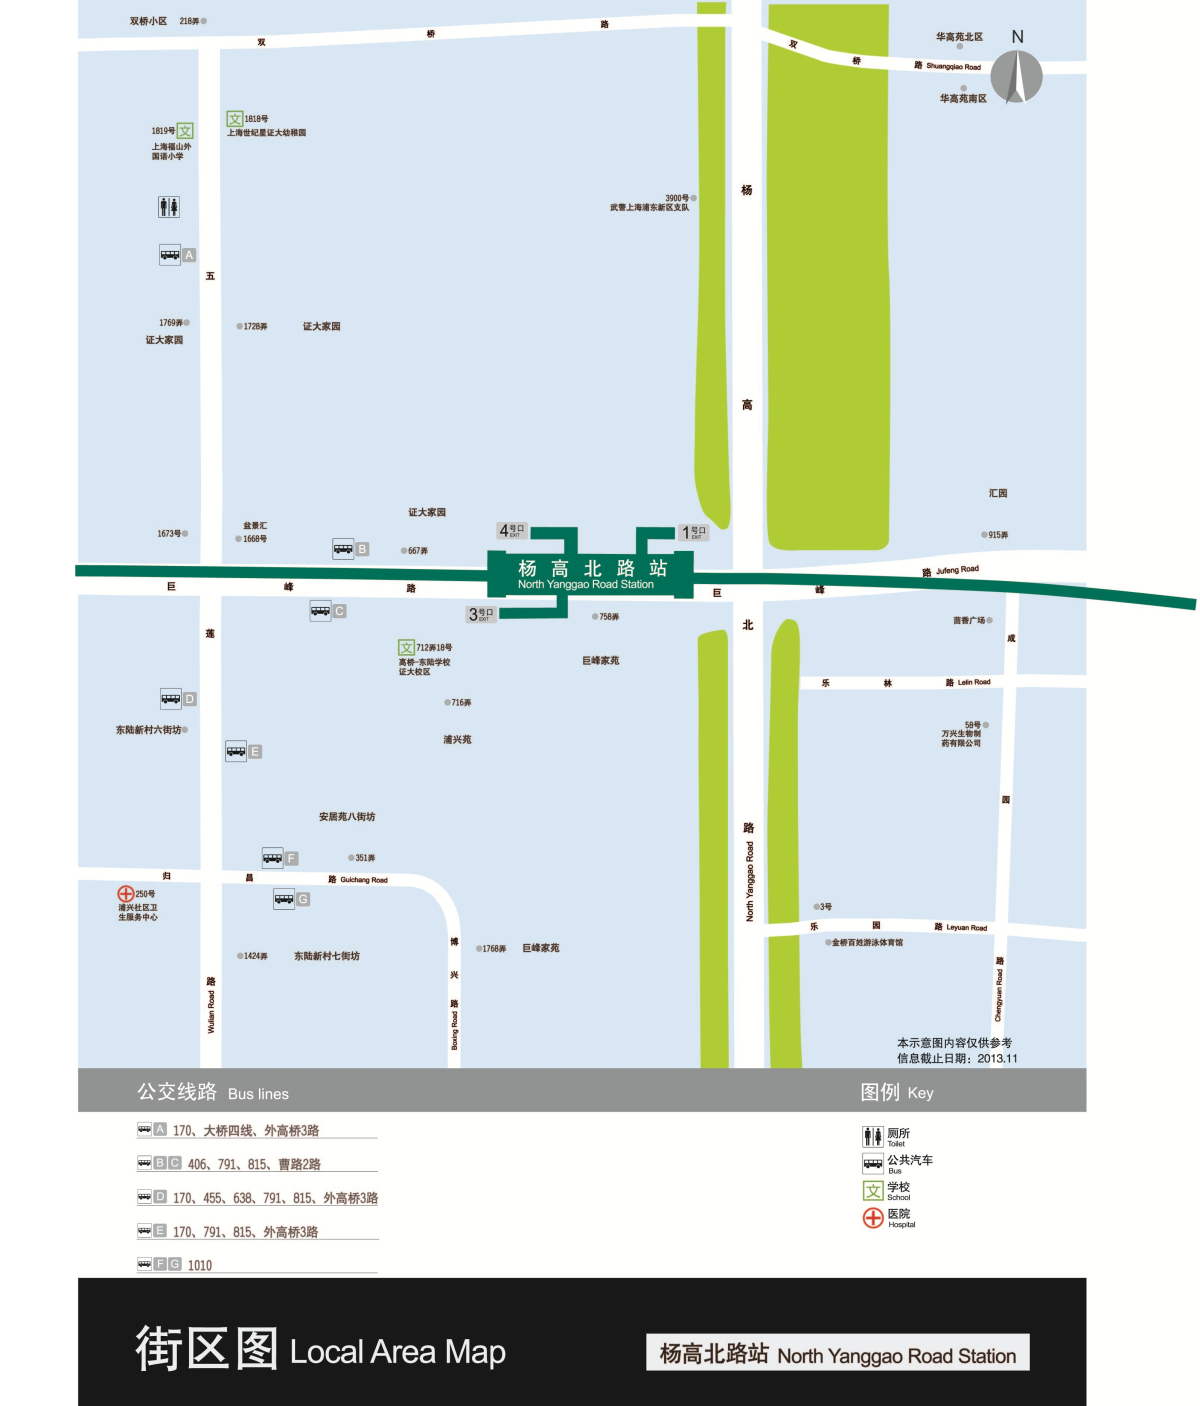 双桥小区 218弄
双 桥 路
双 桥 路 Shuangqiao Road
华高苑北区
N
华高苑南区
1819号 文
上海福山外
国语小学
文 1818号
上海世纪星证大幼稚园
3900号
武警上海浦东新区支队
杨
高
北
路
North Yanggao Road
A
五
莲
路
Wulian Road
1769弄
证大家园
1728弄 证大家园
汇园
证大家园
1673号
盆景汇
1668号
B
667弄
4号口
EXIT
1号口
EXIT
915弄
杨高北路站
North Yanggao Road Station
巨 峰 路
巨 峰 路 Jufeng Road
C
3号口
EXIT
758弄
茴香广场
成
园
路
Chengyuan Road
文 712弄18号
高桥-东陆学校
证大校区
巨峰家苑
乐 林 路 Lelin Road
D
716弄
东陆新村六街坊
浦兴苑
E
58号
万兴生物制
药有限公司
安居苑八街坊
F
351弄
归 昌 路 Guichang Road
250号
浦兴社区卫
生服务中心
G
3号
乐 园 路 Leyuan Road
金桥百姓游泳体育馆
博
兴
路
Boxing Road
1768弄 巨峰家苑
1424弄 东陆新村七街坊
本示意图内容仅供参考
信息截止日期：2013.11
公交线路 Bus lines
图例 Key
A 170、大桥四线、外高桥3路
B C 406、791、815、曹路2路
D 170、455、638、791、815、外高桥3路
E 170、791、815、外高桥3路
F G 1010
厕所
Toilet
公共汽车
Bus
文 学校
School
医院
Hospital
街区图 Local Area Map
杨高北路站 North Yanggao Road Station